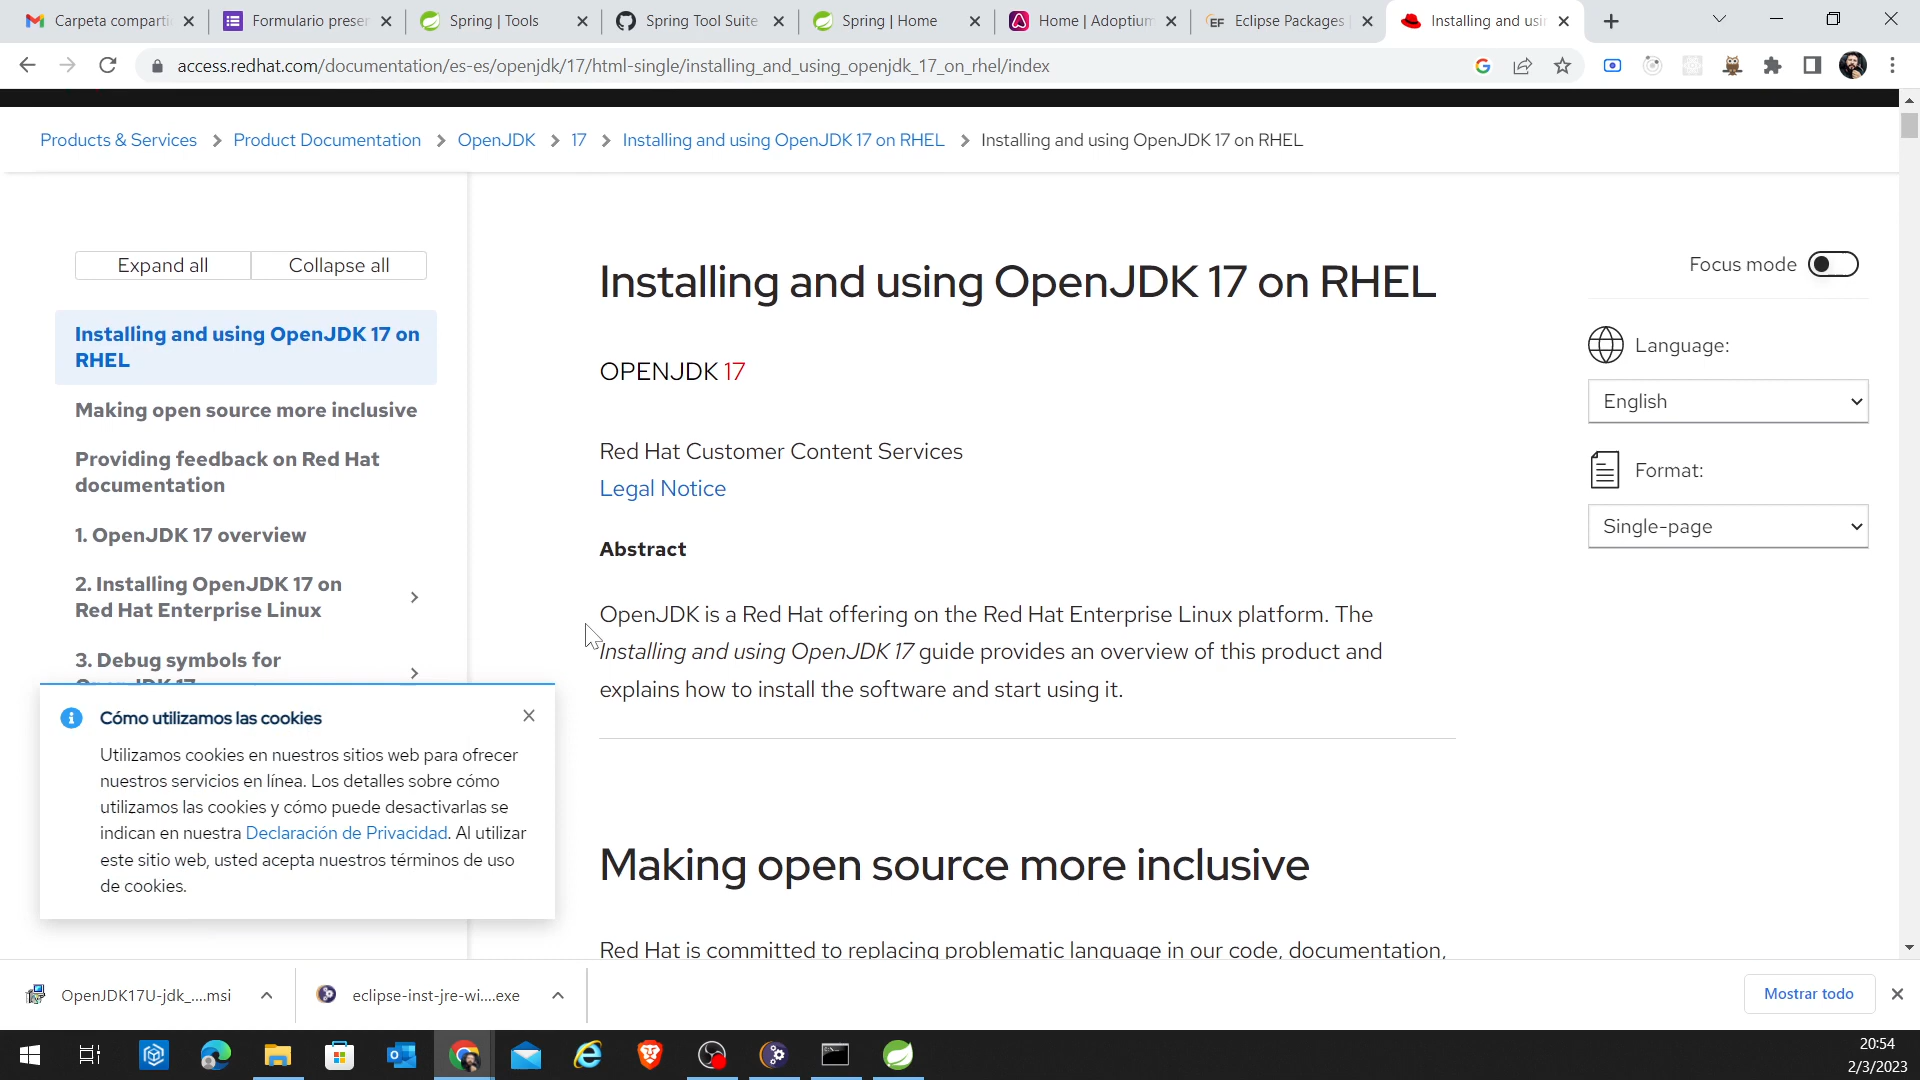 Carpeta comparti
Formulario preser
Spring | Tools
Spring Tool Suite
Spring | Home
Home | Adoptium
Eclipse Packages |
Installing and usin
access.redhat.com/documentation/es-es/openjdk/17/html-single/installing_and_using_openjdk_17_on_rhel/index
Products & Services > Product Documentation > OpenJDK > 17 > Installing and using OpenJDK 17 on RHEL > Installing and using OpenJDK 17 on RHEL
Expand all
Collapse all
Installing and using OpenJDK 17 on
RHEL
Making open source more inclusive
Providing feedback on Red Hat
documentation
1. OpenJDK 17 overview
2. Installing OpenJDK 17 on
Red Hat Enterprise Linux
3. Debug symbols for
Cómo utilizamos las cookies
Utilizamos cookies en nuestros sitios web para ofrecer
nuestros servicios en línea. Los detalles sobre cómo
utilizamos las cookies y cómo puede desactivarlas se
indican en nuestra Declaración de Privacidad. Al utilizar
este sitio web, usted acepta nuestros términos de uso
de cookies.
Installing and using OpenJDK 17 on RHEL
OPENJDK 17
Red Hat Customer Content Services
Legal Notice
Abstract
OpenJDK is a Red Hat offering on the Red Hat Enterprise Linux platform. The
Installing and using OpenJDK 17 guide provides an overview of this product and
explains how to install the software and start using it.
Making open source more inclusive
Red Hat is committed to replacing problematic language in our code, documentation,
Focus mode
Language:
English
Format:
Single-page
OpenJDK17U-jdk_....msi
eclipse-inst-jre-wi....exe
Mostrar todo
20:54
2/3/2023